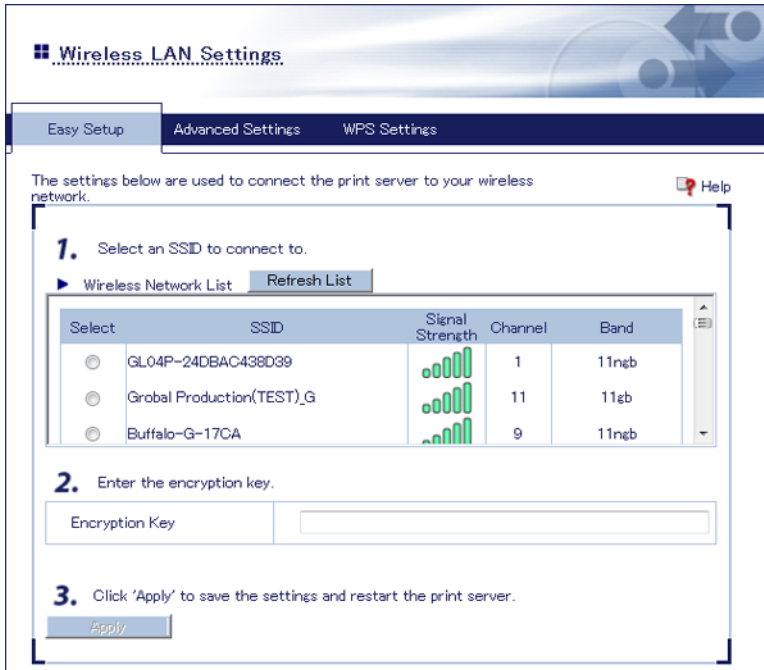 Wireless LAN Settings
Easy Setup
Advanced Settings
WPS Settings
The settings below are used to connect the print server to your wireless
network.
Help
1. Select an SSID to connect to.
Wireless Network List
Refresh List
Select SSID Signal Strength Channel Band
GL04P-24DBAC438D39 1 11ngb
Grobal Production(TEST)_G 11 11gb
Buffalo-G-17CA 9 11ngb
2. Enter the encryption key.
Encryption Key
3. Click 'Apply' to save the settings and restart the print server.
Apply